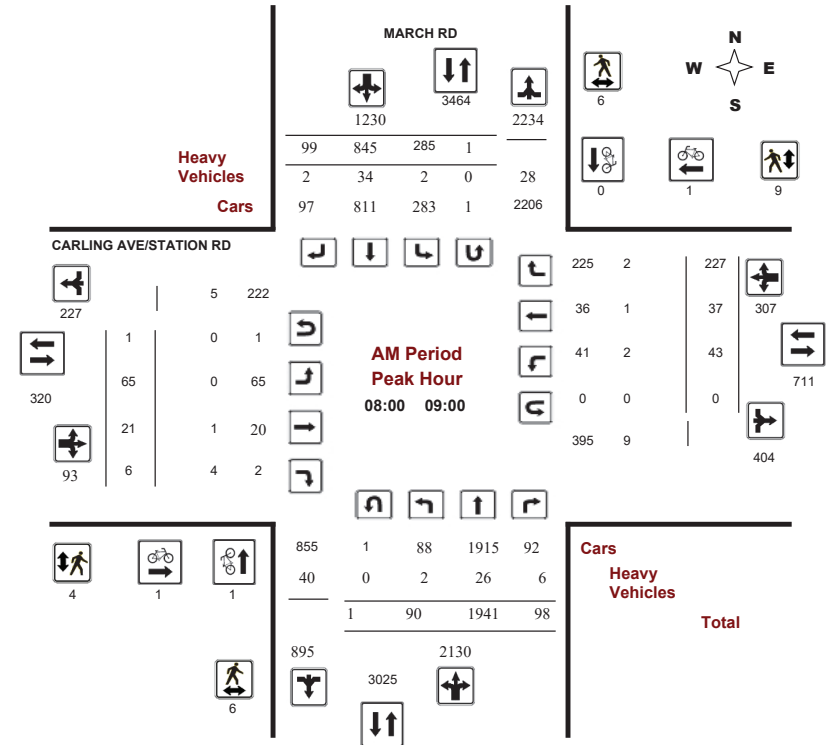 MARCH RD
N
W E
S
3464
6
1230 2234
99 845 285 1
Heavy
Vehicles
2 34 2 0 28
Cars
97 811 283 1 2206
0 1 9
CARLING AVE/STATION RD
227
5 222
1 0 1
65 0 65
21 1 20
6 4 2
320
93
AM Period
Peak Hour
08:00 09:00
225 2 227
36 1 37
41 2 43
0 0 0
395 9
307
711
404
4 1 1
6
855 1 88 1915 92
40 0 2 26 6
1 90 1941 98
Cars
Heavy
Vehicles
Total
895 2130
3025